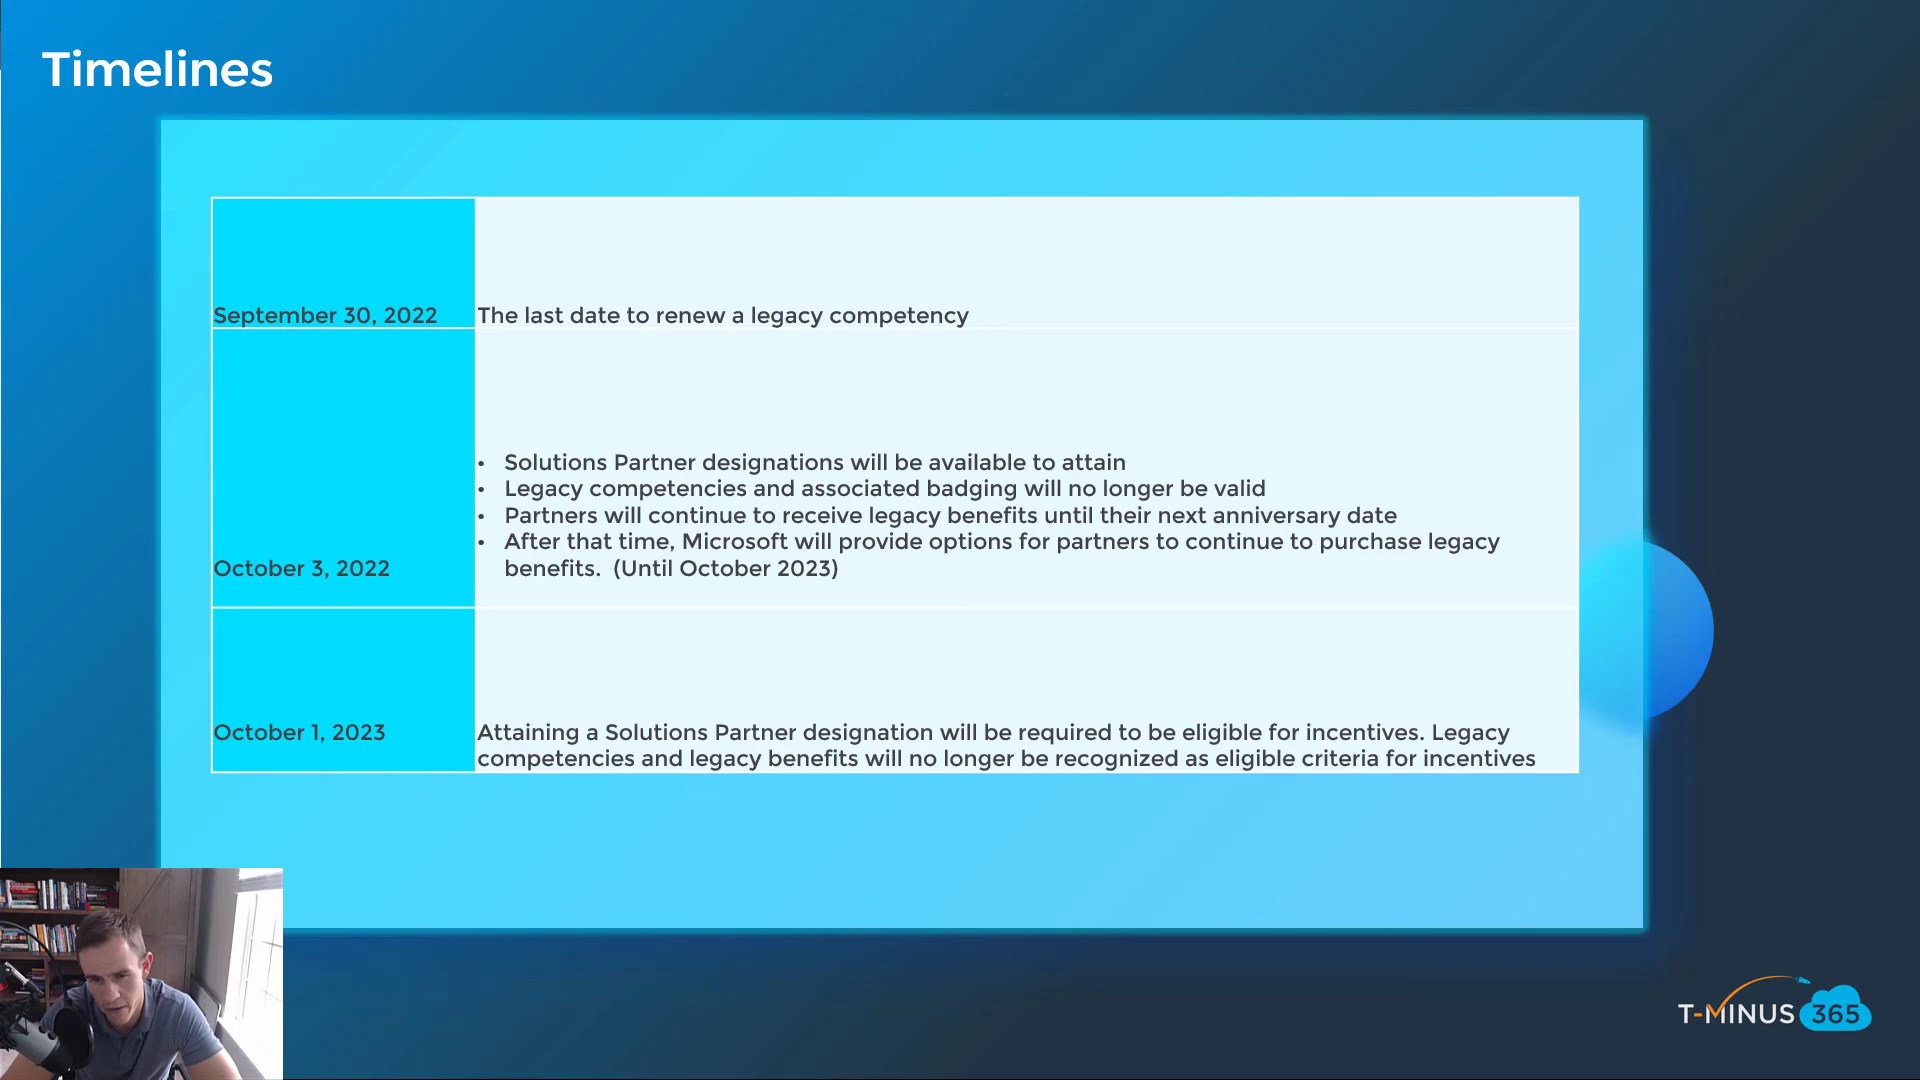 Timelines
September 30, 2022
The last date to renew a legacy competency
• Solutions Partner designations will be available to attain
• Legacy competencies and associated badging will no longer be valid
• Partners will continue to receive legacy benefits until their next anniversary date
• After that time, Microsoft will provide options for partners to continue to purchase legacy
benefits.  (Until October 2023)
October 3, 2022
October 1, 2023
Attaining a Solutions Partner designation will be required to be eligible for incentives. Legacy
competencies and legacy benefits will no longer be recognized as eligible criteria for incentives
T-MINUS 365